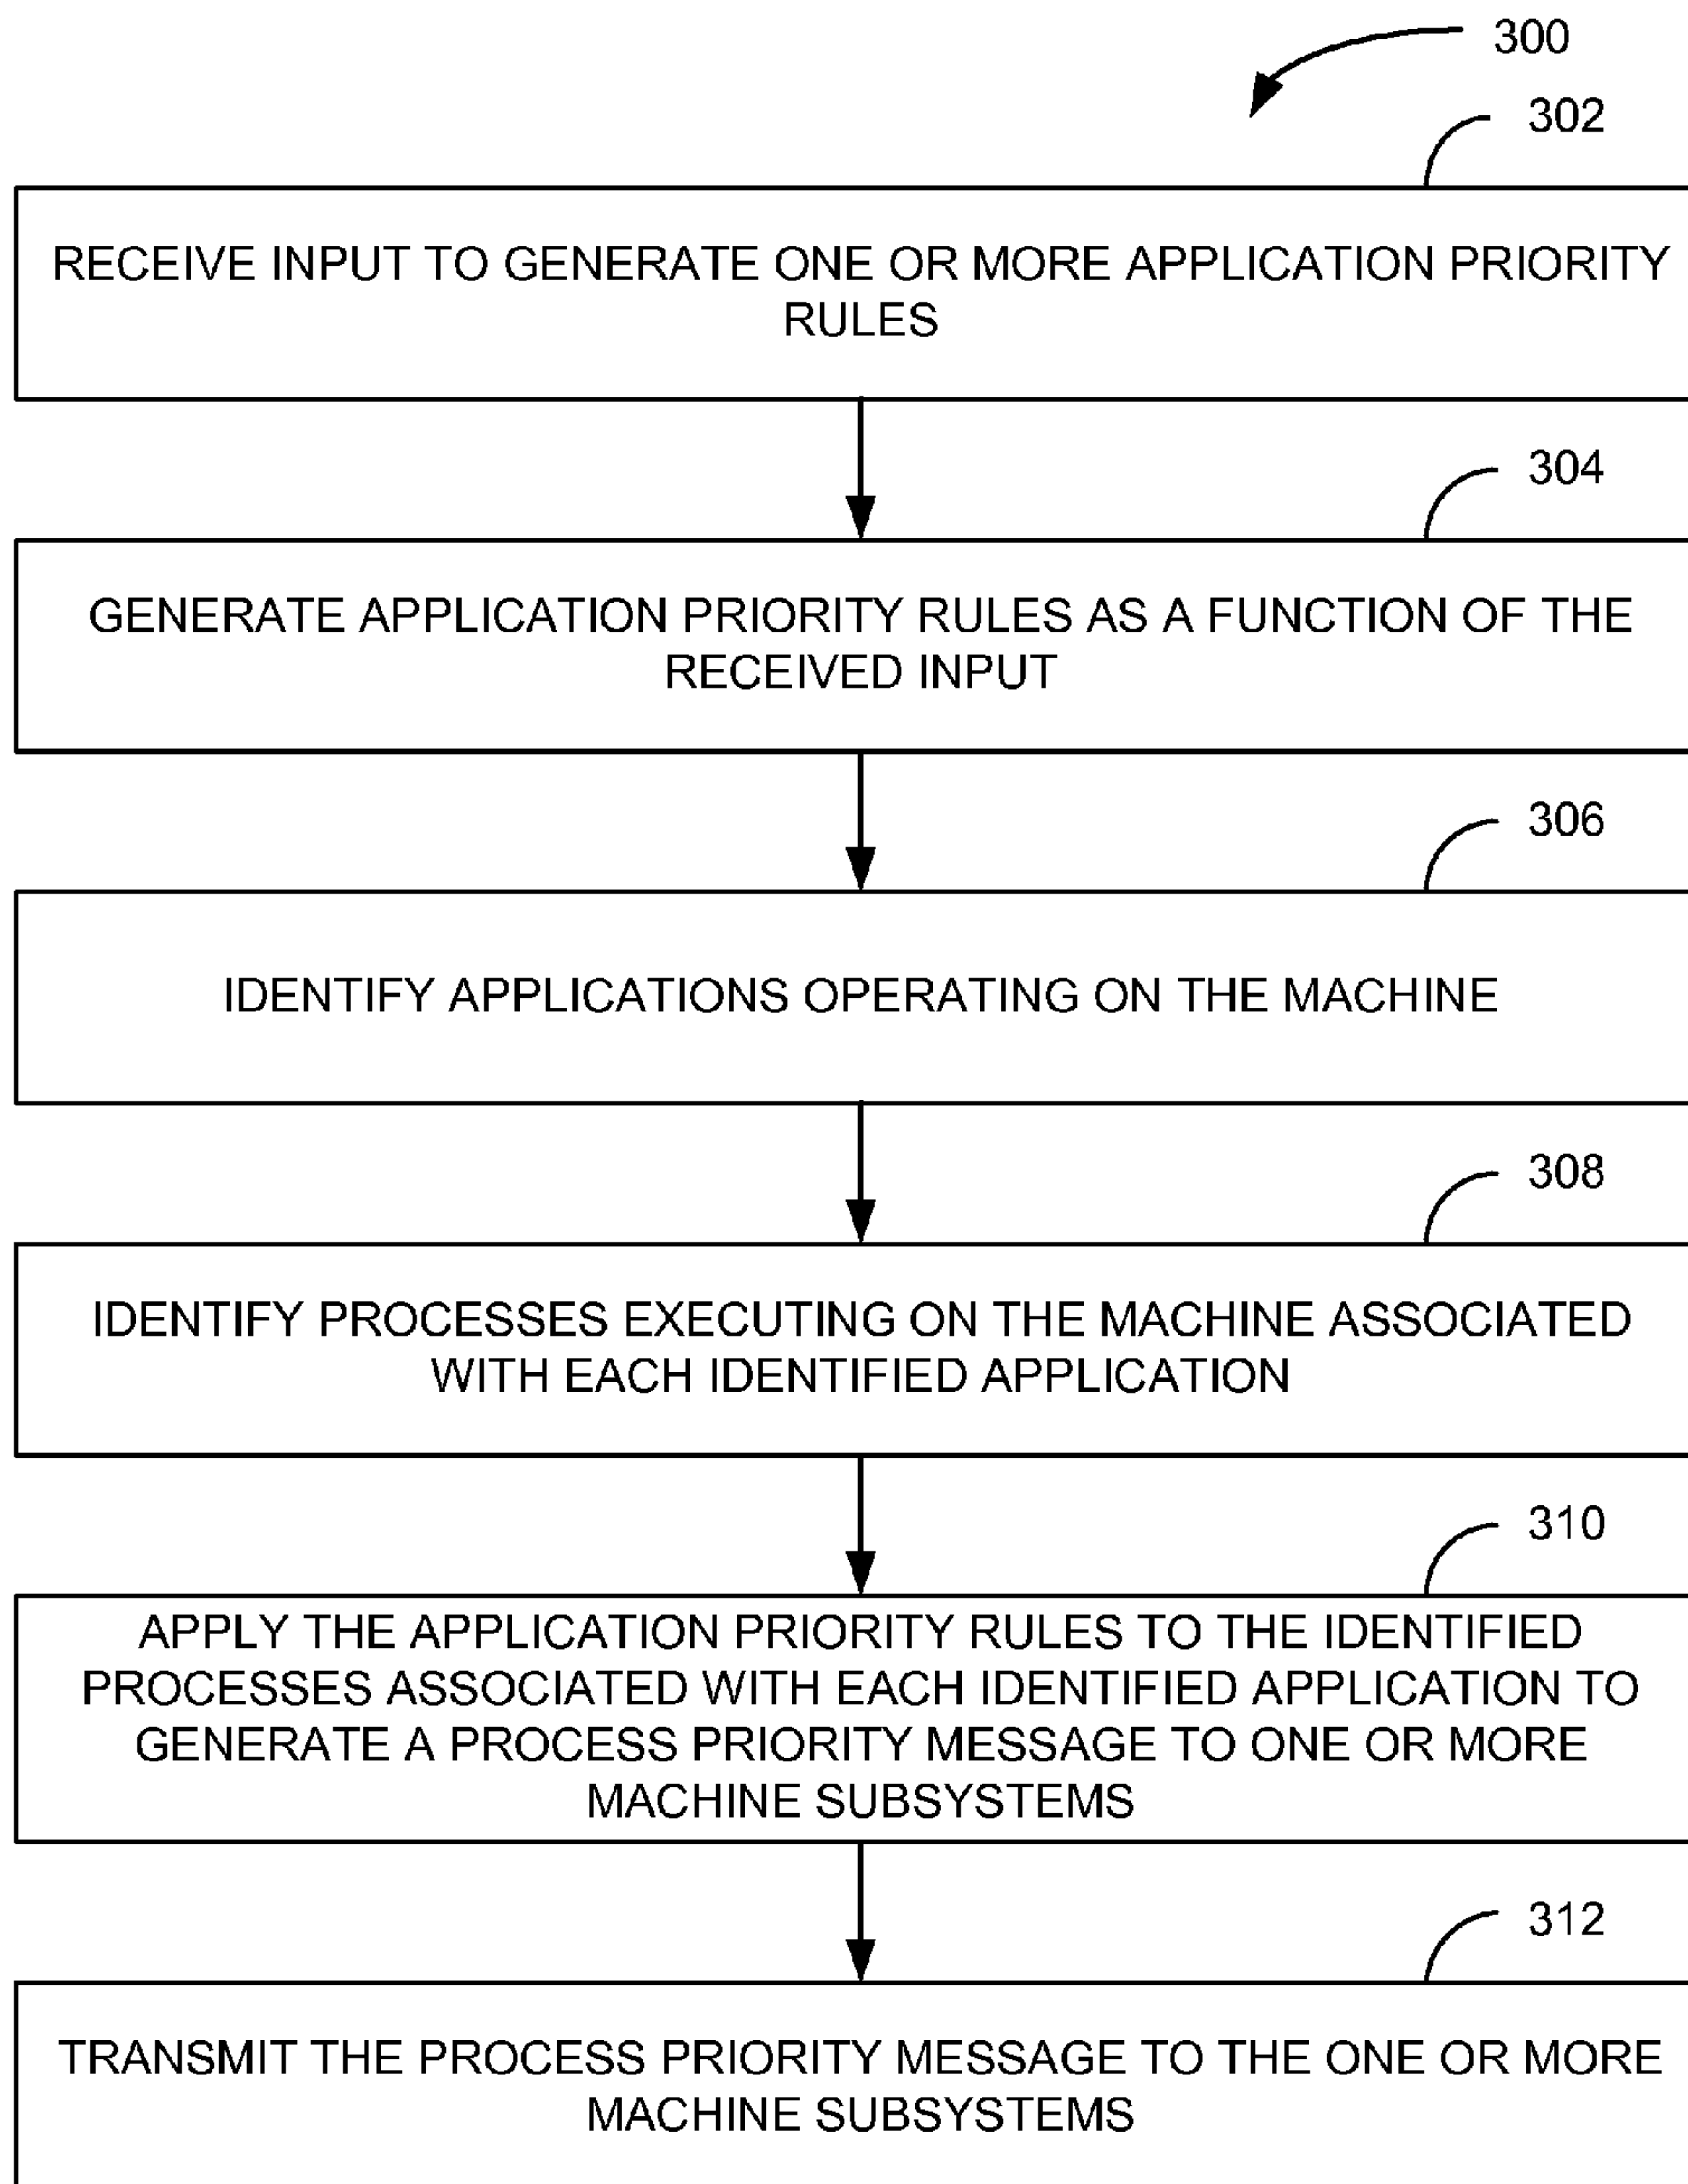 300
302
RECEIVE INPUT TO GENERATE ONE OR MORE APPLICATION PRIORITY
RULES
304
GENERATE APPLICATION PRIORITY RULES AS A FUNCTION OF THE
RECEIVED INPUT
306
IDENTIFY APPLICATIONS OPERATING ON THE MACHINE
308
IDENTIFY PROCESSES EXECUTING ON THE MACHINE ASSOCIATED
WITH EACH IDENTIFIED APPLICATION
310
APPLY THE APPLICATION PRIORITY RULES TO THE IDENTIFIED
PROCESSES ASSOCIATED WITH EACH IDENTIFIED APPLICATION TO
GENERATE A PROCESS PRIORITY MESSAGE TO ONE OR MORE
MACHINE SUBSYSTEMS
312
TRANSMIT THE PROCESS PRIORITY MESSAGE TO THE ONE OR MORE
MACHINE SUBSYSTEMS